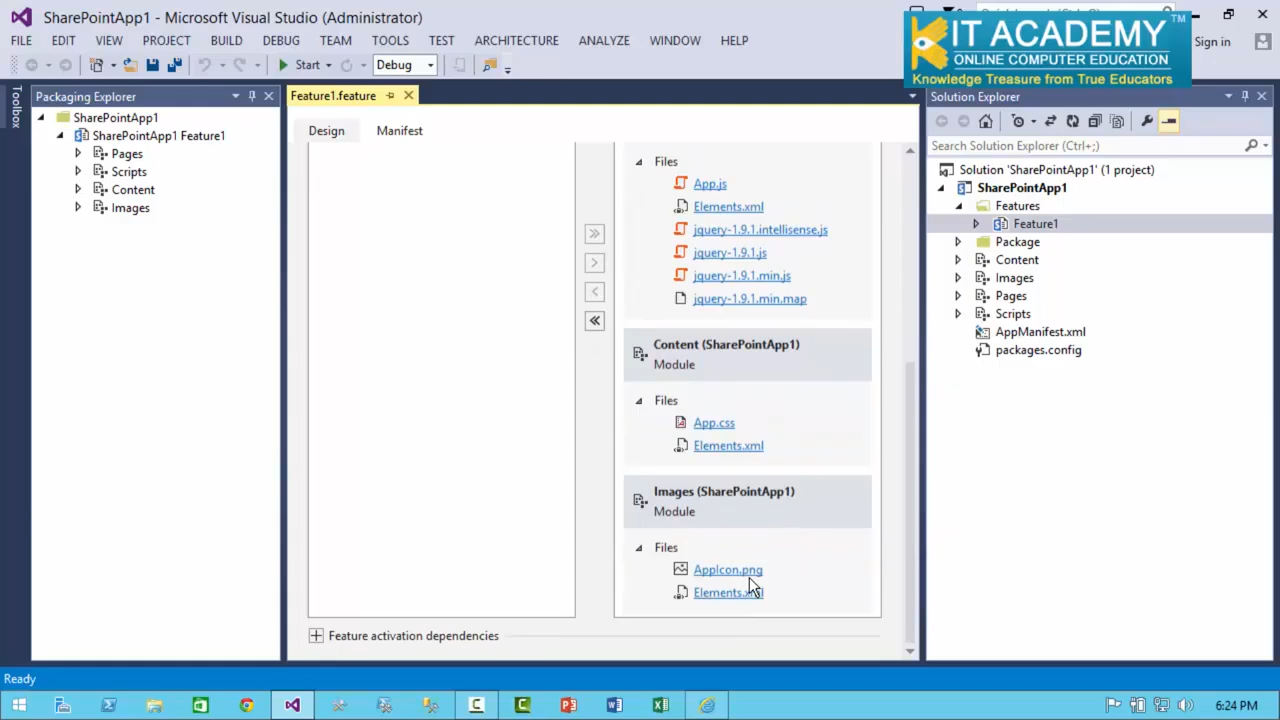 SharePointApp1 - Microsoft Visual Studio (Administrator)
FILE EDIT VIEW PROJECT BUILD DEBUG TEAM TOOLS TEST ARCHITECTURE ANALYZE WINDOW HELP
Sign in
KIT ACADEMY TM
ONLINE COMPUTER EDUCATION
Knowledge Treasure from True Educators
Start
Debug
Toolbox
Packaging Explorer
SharePointApp1
SharePointApp1 Feature1
Pages
Scripts
Content
Images
Feature1.feature
Design
Manifest
Files
App.js
Elements.xml
jquery-1.9.1.intellisense.js
jquery-1.9.1.js
jquery-1.9.1.min.js
jquery-1.9.1.min.map
Content (SharePointApp1)
Module
Files
App.css
Elements.xml
Images (SharePointApp1)
Module
Files
AppIcon.png
Elements.xml
Feature activation dependencies
Solution Explorer
Search Solution Explorer (Ctrl+;)
Solution 'SharePointApp1' (1 project)
SharePointApp1
Features
Feature1
Package
Content
Images
Pages
Scripts
AppManifest.xml
packages.config
Ready
6:24 PM